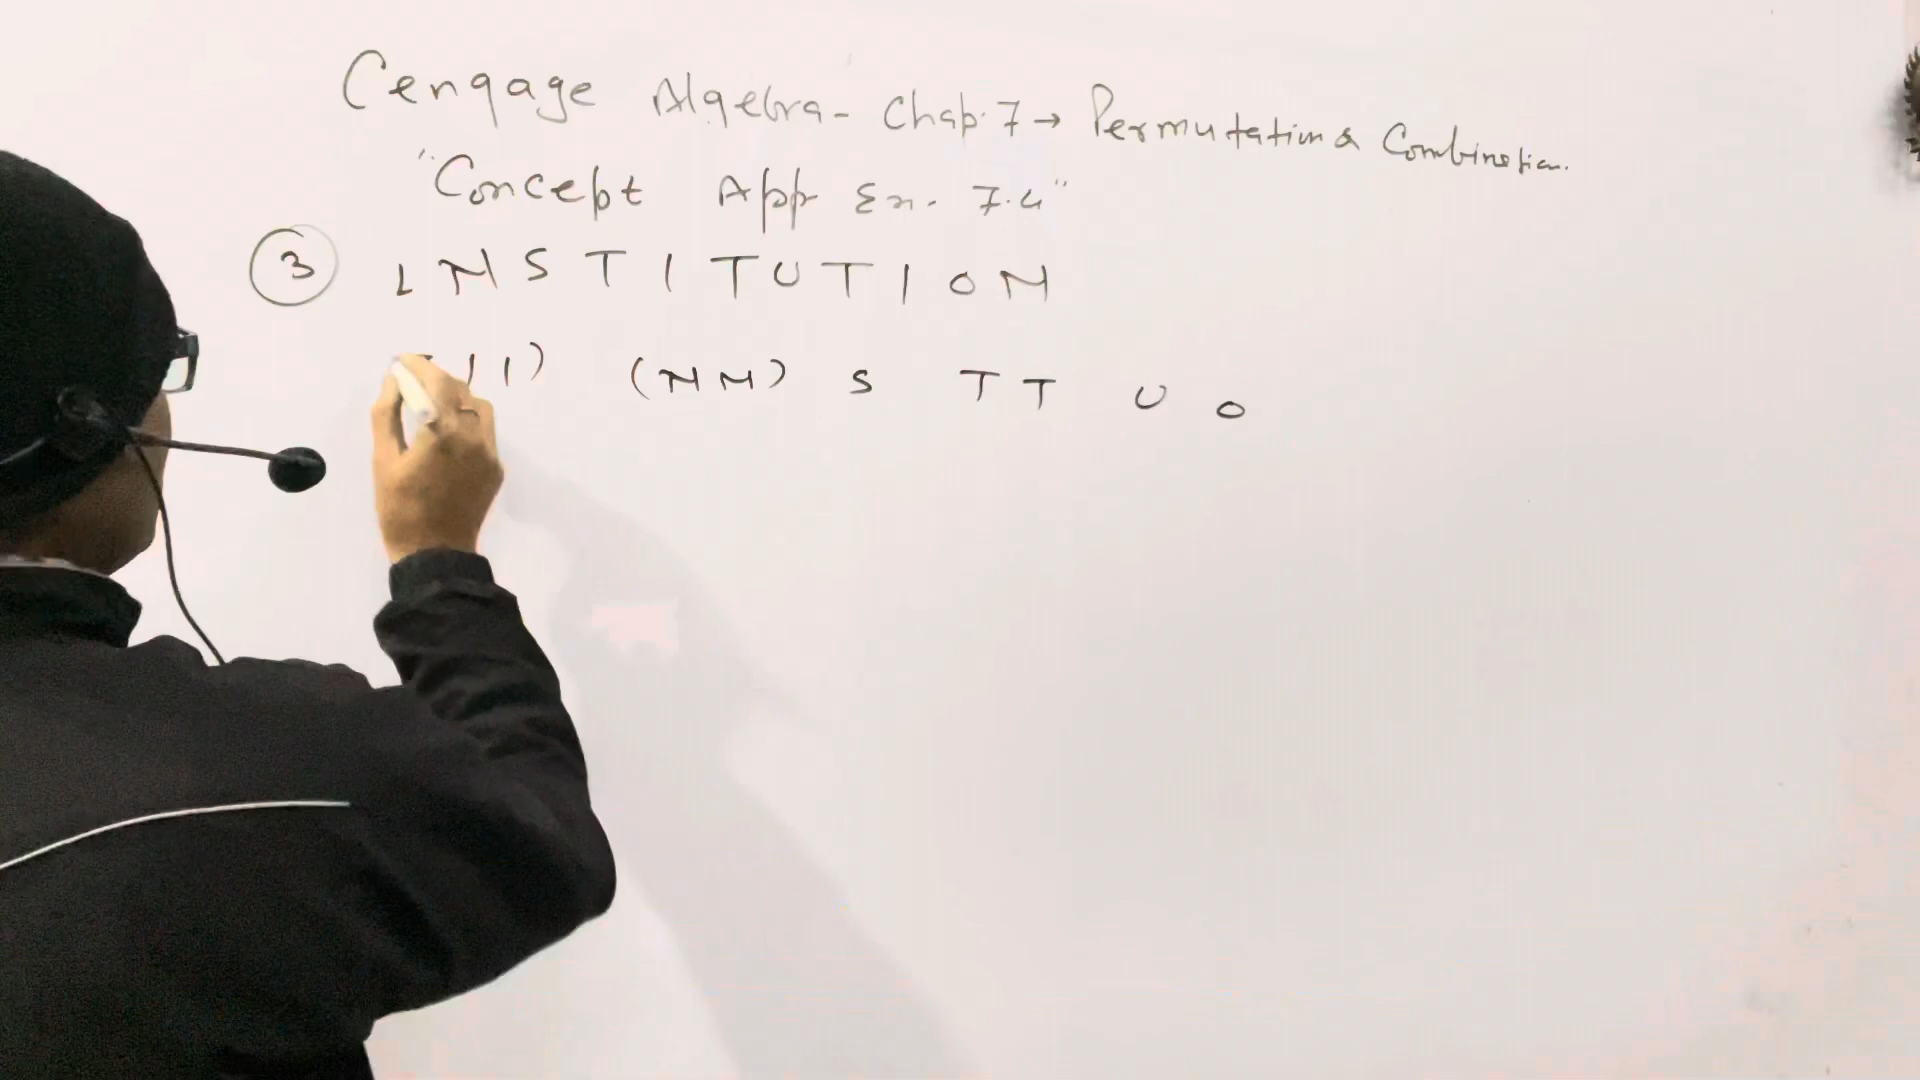 Cengage Algebra - Chap. 7 → Permutation & Combination.
"Concept App Ex. 7.4"
③ INSTITUTION
I I) (NN) S TT U O